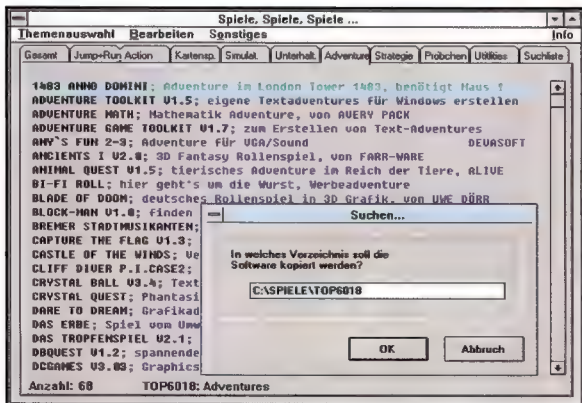 Spiele, Spiele, Spiele ...
Themenauswahl Bearbeiten Sonstiges Info
Gesamt Jump+Run Action Kartensp. Simulat. Unterhalt. Adventure Strategie Pröbchen Utilities Suchliste
1483 ANNO DOMINI; Adventure im London Tower 1483, benötigt Maus !
ADVENTURE TOOLKIT V1.5; eigene Textadventures für Windows erstellen
ADVENTURE MATH; Mathematik Adventure, von AVERY PACK
ADVENTURE GAME TOOLKIT V1.7; zum Erstellen von Text-Adventures
AMY`S FUN 2-3; Adventure für VGA/Sound DEVASOFT
ANCIENTS I V2.0; 3D Fantasy Rollenspiel, von FARR-WARE
ANIMAL QUEST V1.5; tierisches Adventure im Reich der Tiere, ALIVE
BI-FI ROLL; hier geht's um die Wurst, Werbeadventure
BLADE OF DOOM; deutsches Rollenspiel in 3D Grafik, von UWE DÖRR
BLOCK-MAN V1.0; finden
BREMER STADTMUSIKANTEN;
CAPTURE THE FLAG V1.3;
CASTLE OF THE WINDS; Ve
CLIFF DIVER P.I.CASE2;
CRYSTAL BALL V3.4; Text
CRYSTAL QUEST; Phantasi
DARE TO DREAM; Grafikad
DAS ERBE; Spiel vom Umw
DAS TROPFENSPIEL V2.1;
DBQUEST V1.2; spannende
DCGAMES V3.03; Graphics
Suchen...
In welches Verzeichnis soll die
Software kopiert werden?
C:\SPIELE\TOP6018
OK Abbruch
Anzahl: 68 TOP6018: Adventures